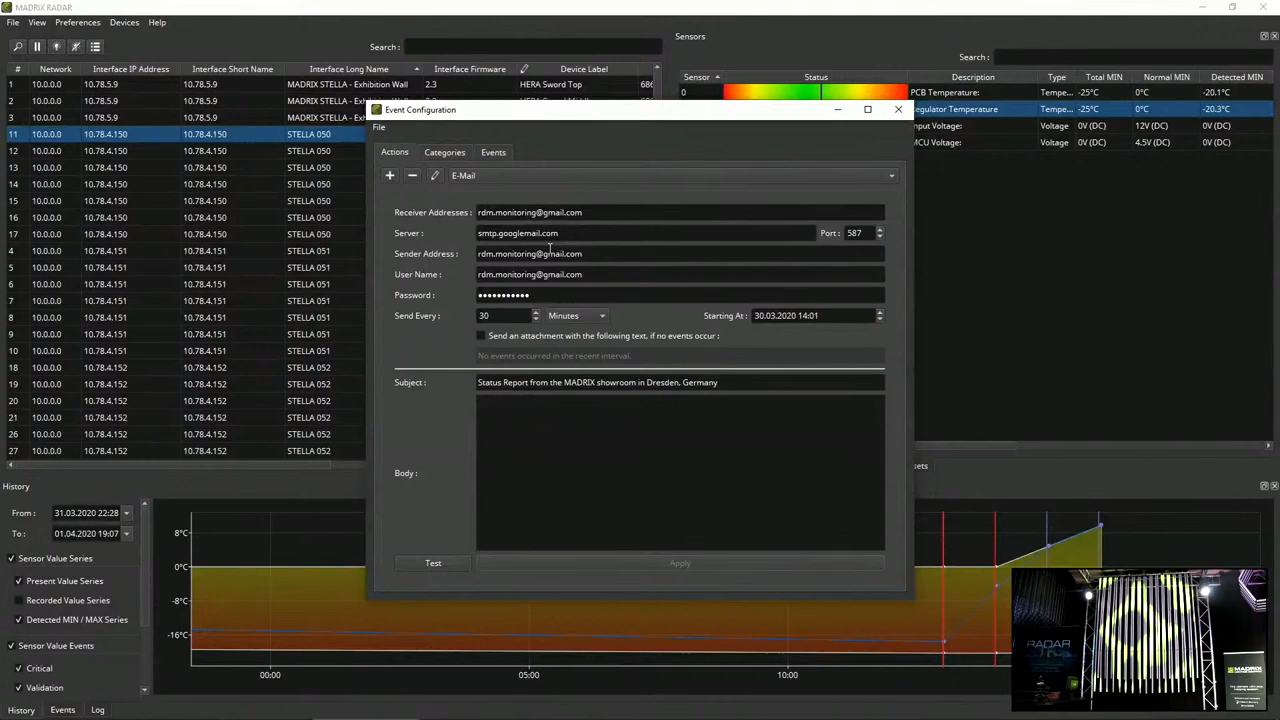 MADRIX RADAR
File View Preferences Devices Help
Sensors
Search :
Search :
# Network Interface IP Address Interface Short Name Interface Long Name Interface Firmware Device Label
Sensor Status Description Type Total MIN Normal MIN Detected MIN
1 10.0.0.0 10.78.5.9 10.78.5.9 MADRIX STELLA - Exhibition Wall 2.3 HERA Sword Top 686
0 PCB Temperature: Tempe... -25°C 0°C -20.1°C
2 10.0.0.0 10.78.5.9 10.78.5.9 MADRIX STELLA - Exh
Regulator Temperature Tempe... -25°C 0°C -20.3°C
3 10.0.0.0 10.78.5.9 10.78.5.9 MADRIX STELLA - Exh
Input Voltage: Voltage 0V (DC) 12V (DC) 0V (DC)
11 10.0.0.0 10.78.4.150 10.78.4.150 STELLA 050
MCU Voltage: Voltage 0V (DC) 4.5V (DC) 0V (DC)
12 10.0.0.0 10.78.4.150 10.78.4.150 STELLA 050
13 10.0.0.0 10.78.4.150 10.78.4.150 STELLA 050
14 10.0.0.0 10.78.4.150 10.78.4.150 STELLA 050
15 10.0.0.0 10.78.4.150 10.78.4.150 STELLA 050
16 10.0.0.0 10.78.4.150 10.78.4.150 STELLA 050
17 10.0.0.0 10.78.4.150 10.78.4.150 STELLA 050
4 10.0.0.0 10.78.4.151 10.78.4.151 STELLA 051
5 10.0.0.0 10.78.4.151 10.78.4.151 STELLA 051
6 10.0.0.0 10.78.4.151 10.78.4.151 STELLA 051
7 10.0.0.0 10.78.4.151 10.78.4.151 STELLA 051
8 10.0.0.0 10.78.4.151 10.78.4.151 STELLA 051
9 10.0.0.0 10.78.4.151 10.78.4.151 STELLA 051
10 10.0.0.0 10.78.4.151 10.78.4.151 STELLA 051
18 10.0.0.0 10.78.4.152 10.78.4.152 STELLA 052
19 10.0.0.0 10.78.4.152 10.78.4.152 STELLA 052
20 10.0.0.0 10.78.4.152 10.78.4.152 STELLA 052
21 10.0.0.0 10.78.4.152 10.78.4.152 STELLA 052
26 10.0.0.0 10.78.4.152 10.78.4.152 STELLA 052
27 10.0.0.0 10.78.4.152 10.78.4.152 STELLA 052
Event Configuration
File
Actions Categories Events
E-Mail
Receiver Addresses : rdm.monitoring@gmail.com
Server : smtp.googlemail.com Port : 587
Sender Address : rdm.monitoring@gmail.com
User Name : rdm.monitoring@gmail.com
Password : •••••••••••
Send Every : 30 Minutes Starting At : 30.03.2020 14:01
Send an attachment with the following text, if no events occur :
No events occurred in the recent interval.
Subject : Status Report from the MADRIX showroom in Dresden, Germany
Body :
Test Apply
sets
History
From : 31.03.2020 22:28
To : 01.04.2020 19:07
Sensor Value Series
Present Value Series
Recorded Value Series
Detected MIN / MAX Series
Sensor Value Events
Critical
Validation
8°C
0°C
-8°C
-16°C
00:00 05:00 10:00
RADAR
MADRIX
History Events Log